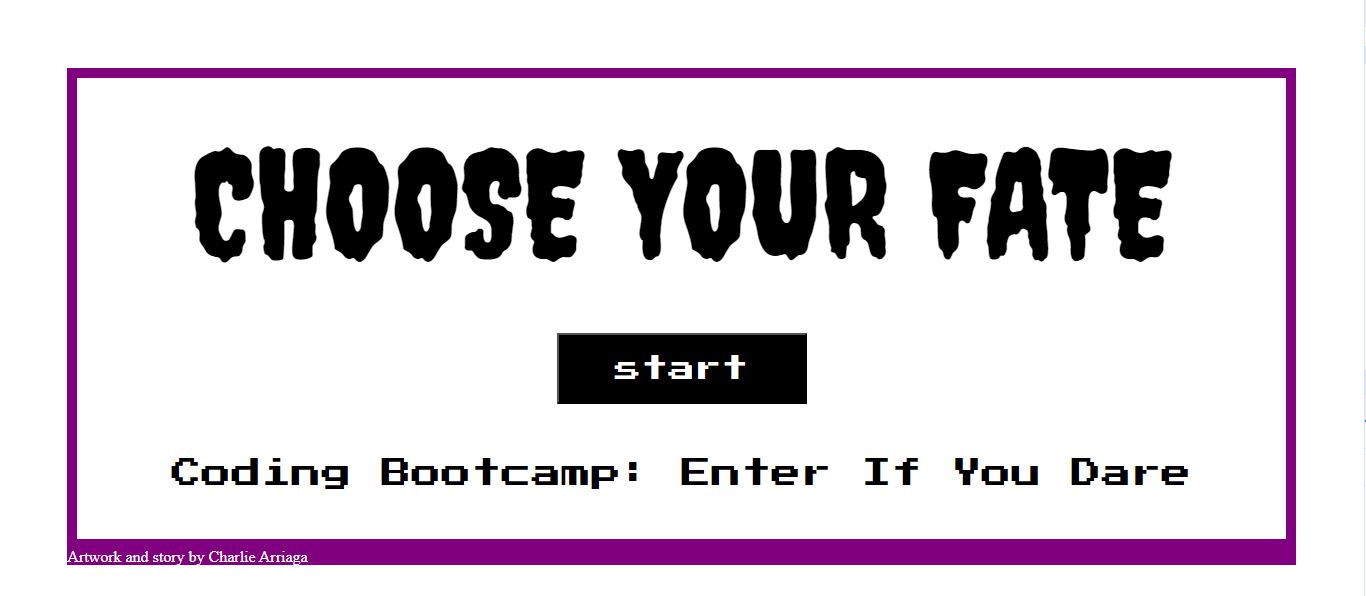 CHOOSE YOUR FATE
start
Coding Bootcamp: Enter If You Dare
Artwork and story by Charlie Arriaga